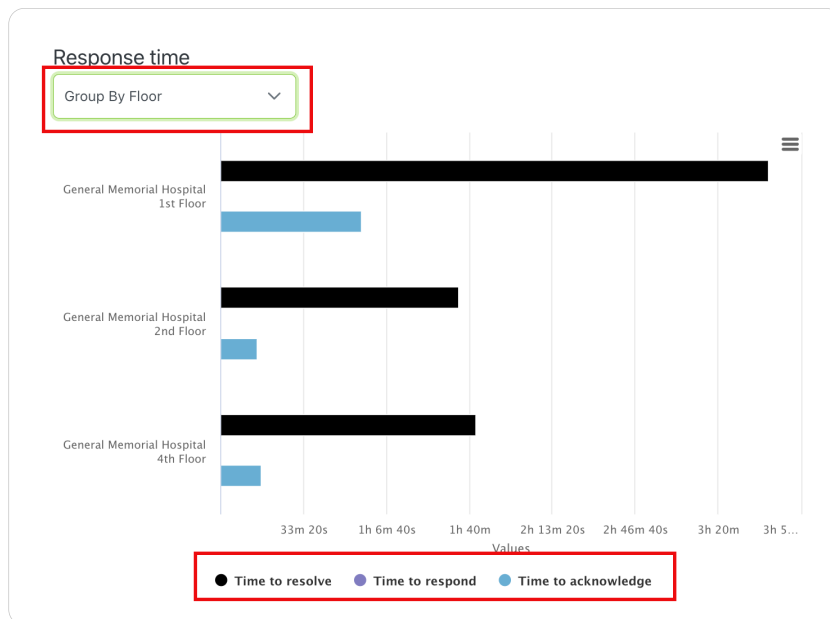 Response time
Group By Floor
General Memorial Hospital
1st Floor
General Memorial Hospital
2nd Floor
General Memorial Hospital
4th Floor
33m 20s 1h 6m 40s 1h 40m 2h 13m 20s 2h 46m 40s 3h 20m 3h 5...
Values
Time to resolve Time to respond Time to acknowledge